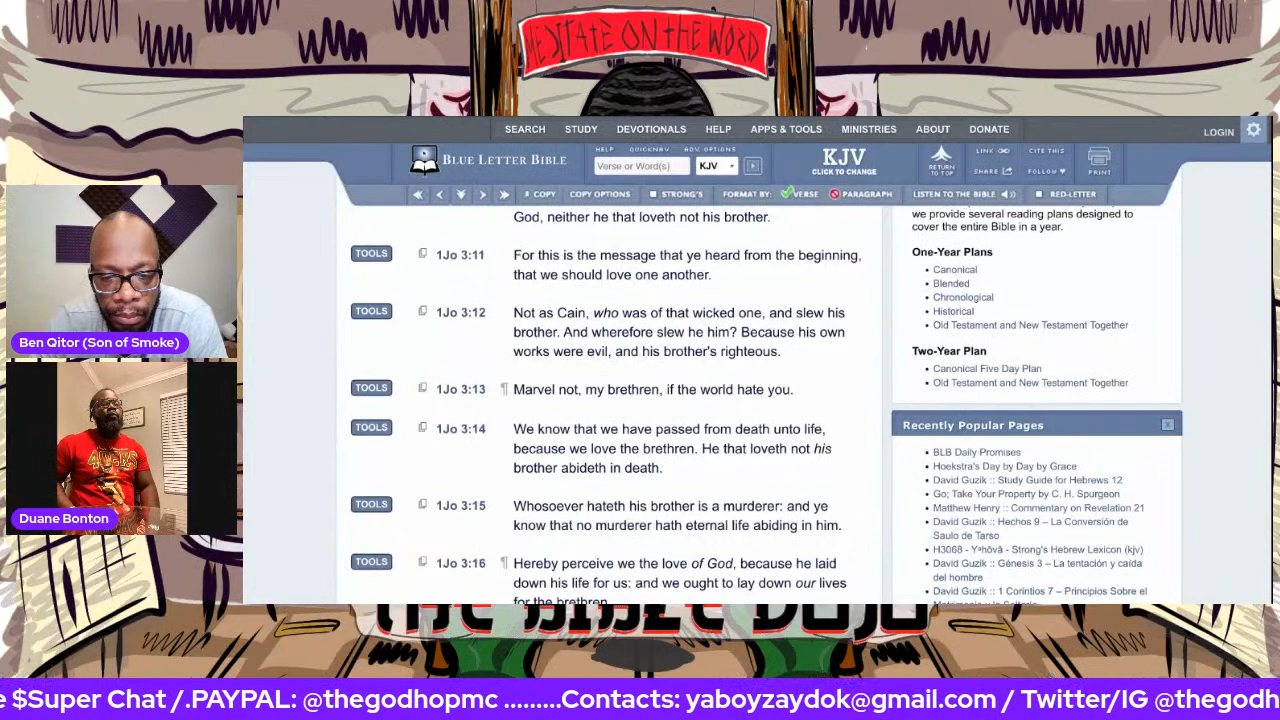 MEDITATE ON THE WORD
SEARCH STUDY DEVOTIONALS HELP APPS & TOOLS MINISTRIES ABOUT DONATE
LOGIN
BLUE LETTER BIBLE
HELP QUICKNAV ADV. OPTIONS
Verse or Word(s) KJV
KJV
CLICK TO CHANGE
RETURN TO TOP
LINK CITE THIS
SHARE FOLLOW
PRINT
COPY COPY OPTIONS STRONG'S FORMAT BY: VERSE PARAGRAPH LISTEN TO THE BIBLE RED-LETTER
God, neither he that loveth not his brother.
TOOLS 1Jo 3:11 For this is the message that ye heard from the beginning,
that we should love one another.
TOOLS 1Jo 3:12 Not as Cain, who was of that wicked one, and slew his
brother. And wherefore slew he him? Because his own
works were evil, and his brother's righteous.
TOOLS 1Jo 3:13 ¶ Marvel not, my brethren, if the world hate you.
TOOLS 1Jo 3:14 We know that we have passed from death unto life,
because we love the brethren. He that loveth not his
brother abideth in death.
TOOLS 1Jo 3:15 Whosoever hateth his brother is a murderer: and ye
know that no murderer hath eternal life abiding in him.
TOOLS 1Jo 3:16 ¶ Hereby perceive we the love of God, because he laid
down his life for us: and we ought to lay down our lives
for the brethren.
we provide several reading plans designed to
cover the entire Bible in a year.
One-Year Plans
Canonical
Blended
Chronological
Historical
Old Testament and New Testament Together
Two-Year Plan
Canonical Five Day Plan
Old Testament and New Testament Together
Recently Popular Pages
BLB Daily Promises
Hoekstra's Day by Day by Grace
David Guzik :: Study Guide for Hebrews 12
Go; Take Your Property by C. H. Spurgeon
Matthew Henry :: Commentary on Revelation 21
David Guzik :: Hechos 9 – La Conversión de
Saulo de Tarso
H3068 - Yᵊhōvâ - Strong's Hebrew Lexicon (kjv)
David Guzik :: Génesis 3 – La tentación y caída
del hombre
David Guzik :: 1 Corintios 7 – Principios Sobre el
Ben Qitor (Son of Smoke)
49ERS
Duane Bonton
THE BIBLE DOJO
e $Super Chat /.PAYPAL: @thegodhopmc .........Contacts: yaboyzaydok@gmail.com / Twitter/IG @thegodh